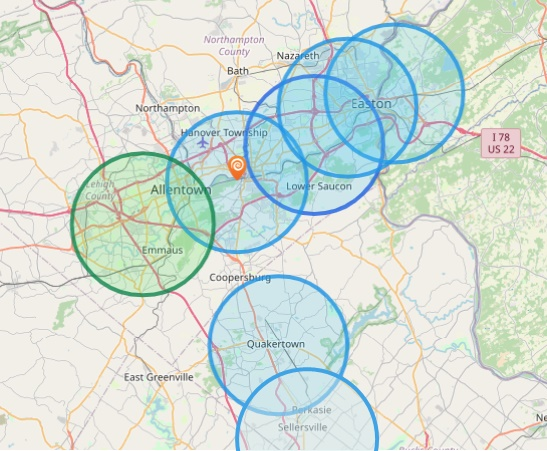 Northampton
County
Nazareth
Bath
Easton
Northampton
I 78
US 22
Hanover Township
Lehigh
County
Allentown
Lower Saucon
Emmaus
Coopersburg
Quakertown
East Greenville
Perkasie
Sellersville